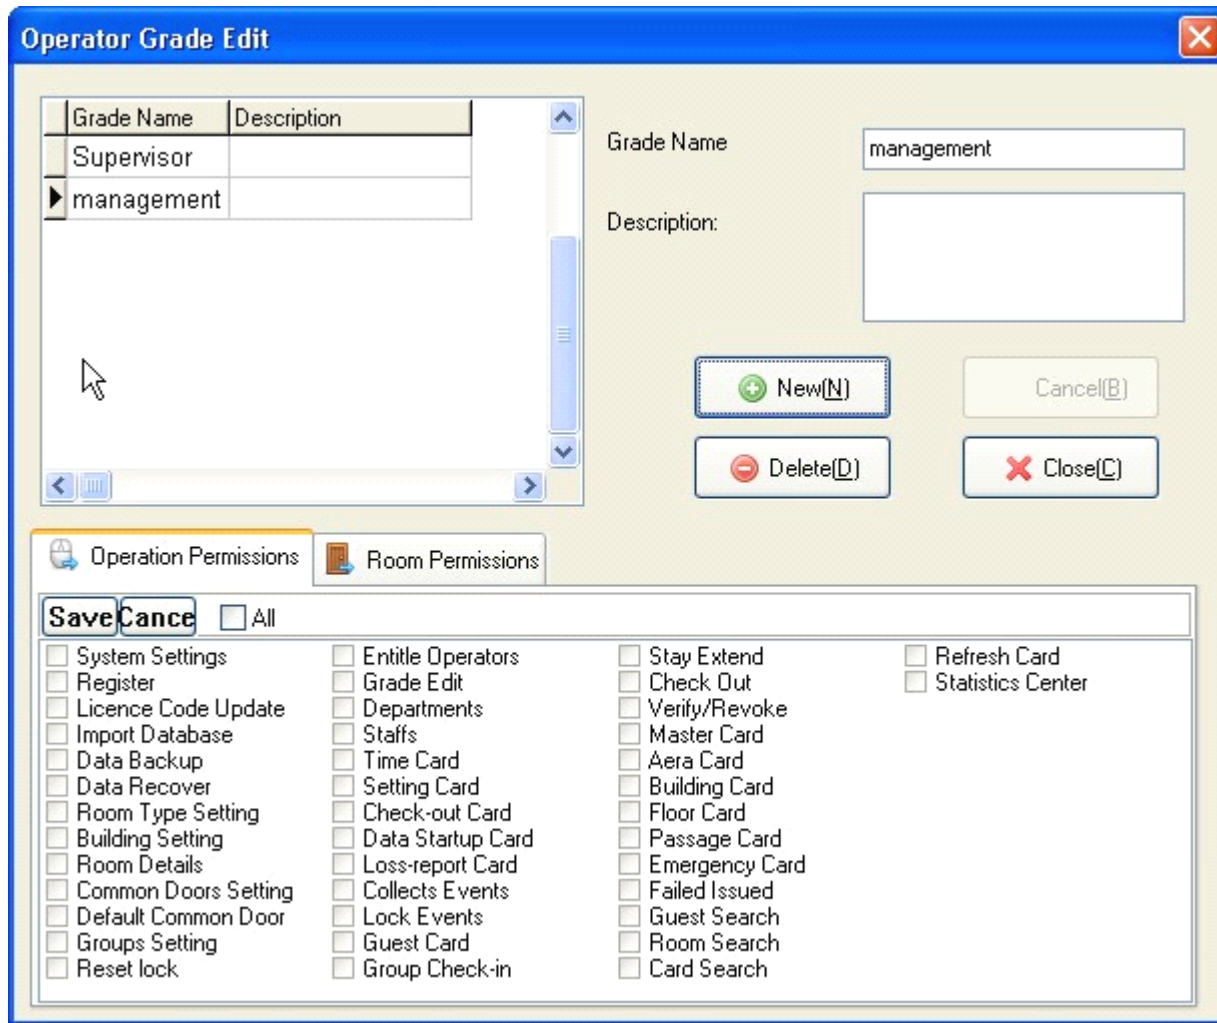 Operator Grade Edit
Grade Name Description
Supervisor
management
Grade Name management
Description:
New(N) Cancel(B)
Delete(D) Close(C)
Operation Permissions Room Permissions
Save Cance All
System Settings Entitle Operators Stay Extend Refresh Card
Register Grade Edit Check Out Statistics Center
Licence Code Update Departments Verify/Revoke
Import Database Staffs Master Card
Data Backup Time Card Aera Card
Data Recover Setting Card Building Card
Room Type Setting Check-out Card Floor Card
Building Setting Data Startup Card Passage Card
Room Details Loss-report Card Emergency Card
Common Doors Setting Collects Events Failed Issued
Default Common Door Lock Events Guest Search
Groups Setting Guest Card Room Search
Reset lock Group Check-in Card Search